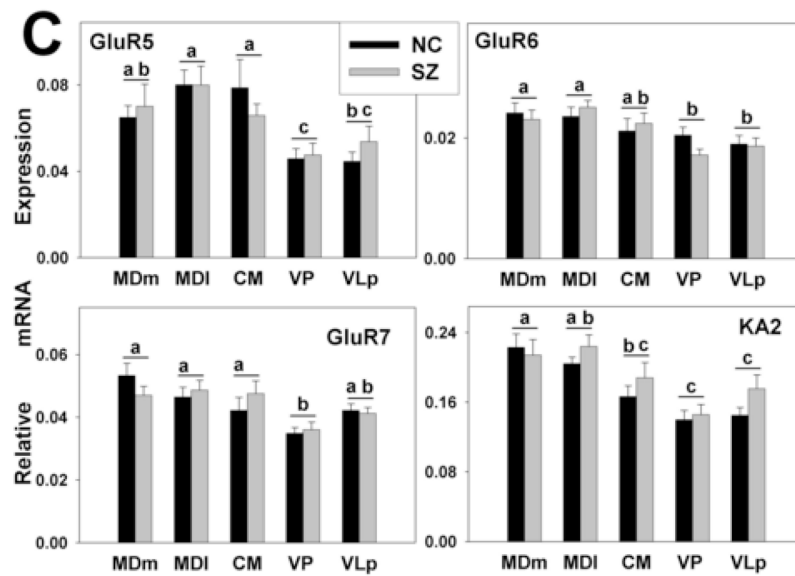 C
GluR5
NC
SZ
GluR6
a b
a
a
c
b c
a
a
a b
b
b
0.08
0.04
0.00
0.02
0.00
MDm MDl CM VP VLp
MDm MDl CM VP VLp
Relative mRNA Expression
GluR7
KA2
a
a
a
b
a b
a
a b
b c
c
c
0.06
0.04
0.02
0.00
0.24
0.16
0.08
0.00
MDm MDl CM VP VLp
MDm MDl CM VP VLp